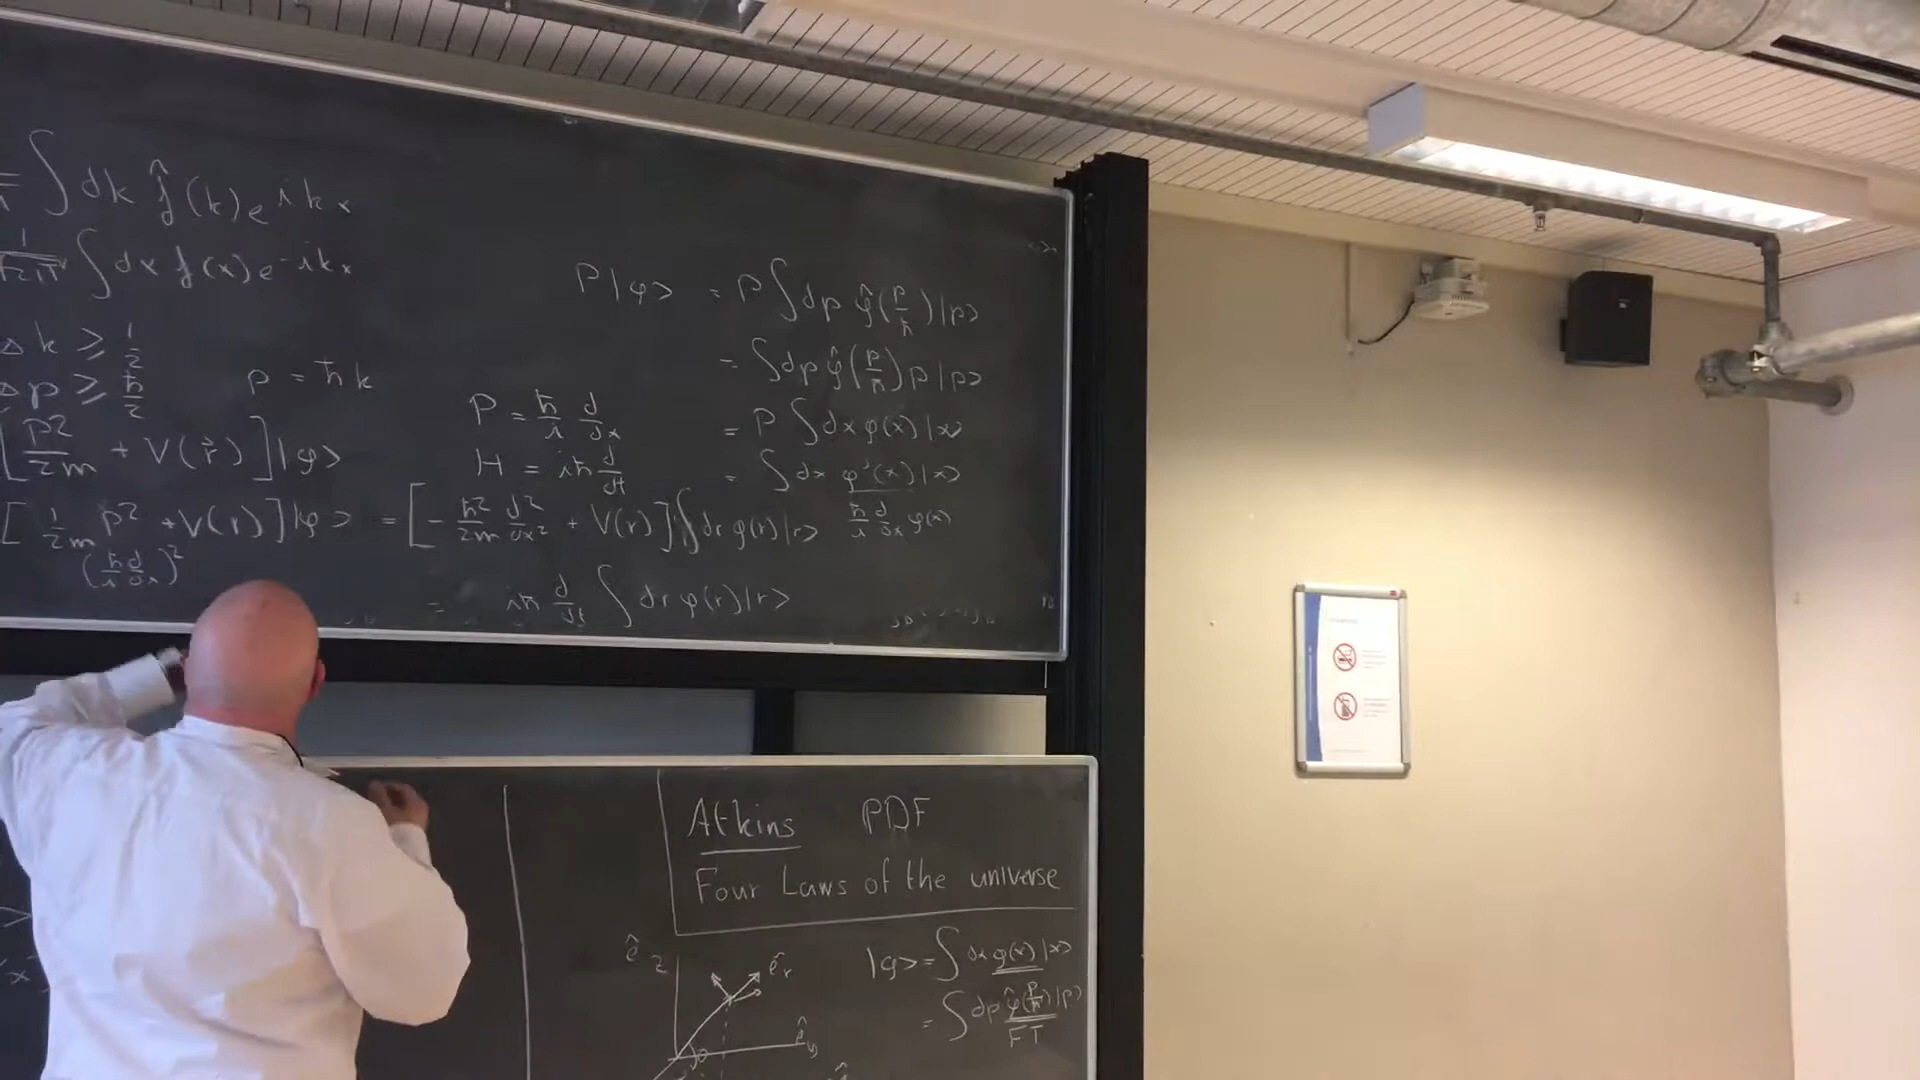 = ∫ dk f̂(k) e^{ikx}
1/√2π ∫ dx f(x) e^{-ikx}
Δk ≥ 1/2
Δp ≥ ħ/2
p = ħk
[P²/2m + V(r⃗)] |φ>
[1/2m P² + V(r)] |φ> = [-ħ²/2m d²/dx² + V(r)] ∫ dr φ(r) |r>
(ħ/i d/dx)²
= iħ d/dt ∫ dr φ(r) |r>
P = ħ/i d/dx
H = iħ d/dt
P|φ> = P ∫ dp φ̂(p/ħ) |p>
= ∫ dp φ̂(p/ħ) p |p>
= P ∫ dx φ(x) |x>
= ∫ dx φ'(x) |x>
ħ/i d/dx φ(x)
Atkins PDF
Four Laws of the universe
ê z
ê r
ê y
|φ> = ∫ dx φ(x) |x>
= ∫ dp φ̂(p/ħ) |p>
FT